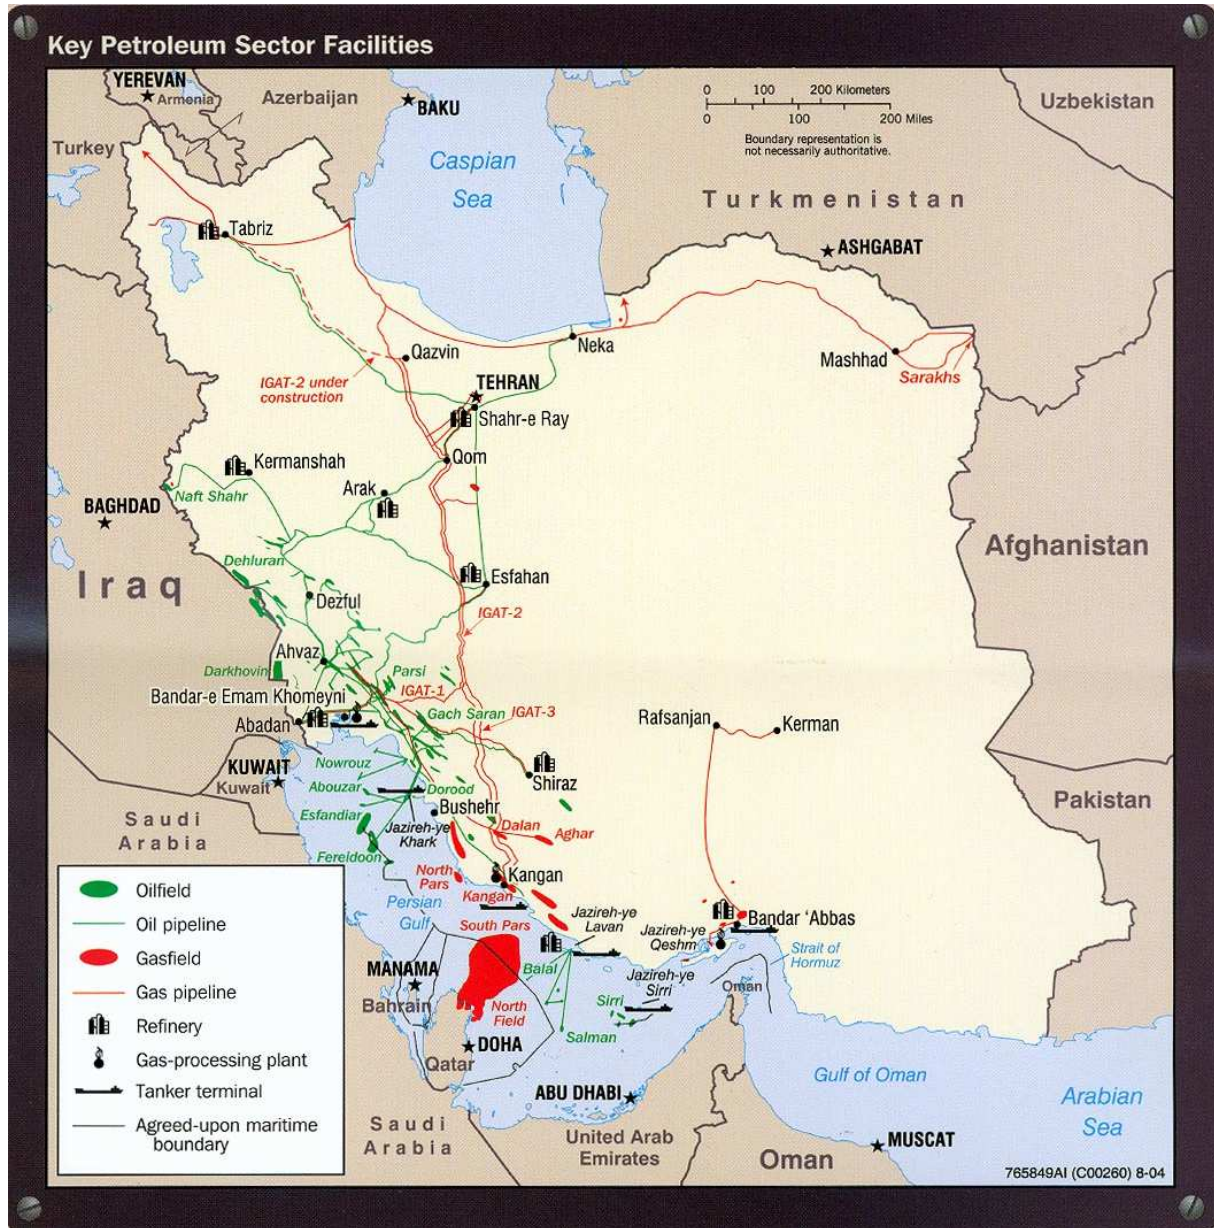 Key Petroleum Sector Facilities
YEREVAN
Armenia
Azerbaijan
BAKU
Turkey
Caspian
Sea
0 100 200 Kilometers
0 100 200 Miles
Boundary representation is
not necessarily authoritative.
Uzbekistan
Turkmenistan
ASHGABAT
Tabriz
Qazvin
IGAT-2 under
construction
TEHRAN
Shahr-e Ray
Neka
Mashhad
Sarakhs
Qom
Kermanshah
Naft Shahr
Arak
BAGHDAD
Iraq
Afghanistan
Dehluran
Dezful
Esfahan
IGAT-2
Ahvaz
Darkhovin
Parsi
Bandar-e Emam Khomeyni
IGAT-1
Abadan
Gach Saran
IGAT-3
Rafsanjan
Kerman
KUWAIT
Kuwait
Nowrouz
Abouzar
Dorood
Shiraz
Esfandiar
Bushehr
Jazireh-ye
Khark
Fereidoon
Dalan
Aghar
Saudi
Arabia
Pakistan
North
Pars
Kangan
Kangan
Persian
Gulf
South Pars
Jazireh-ye
Lavan
Jazireh-ye
Qeshm
Bandar ‘Abbas
Strait of
Hormuz
MANAMA
Bahrain
Balal
Jazireh-ye
Sirri
Oman
North
Field
Sirri
Salman
DOHA
Qatar
ABU DHABI
Gulf of Oman
Arabian
Sea
Saudi
Arabia
United Arab
Emirates
Oman
MUSCAT
Oilfield
Oil pipeline
Gasfield
Gas pipeline
Refinery
Gas-processing plant
Tanker terminal
Agreed-upon maritime
boundary
765849AI (C00260) 8-04